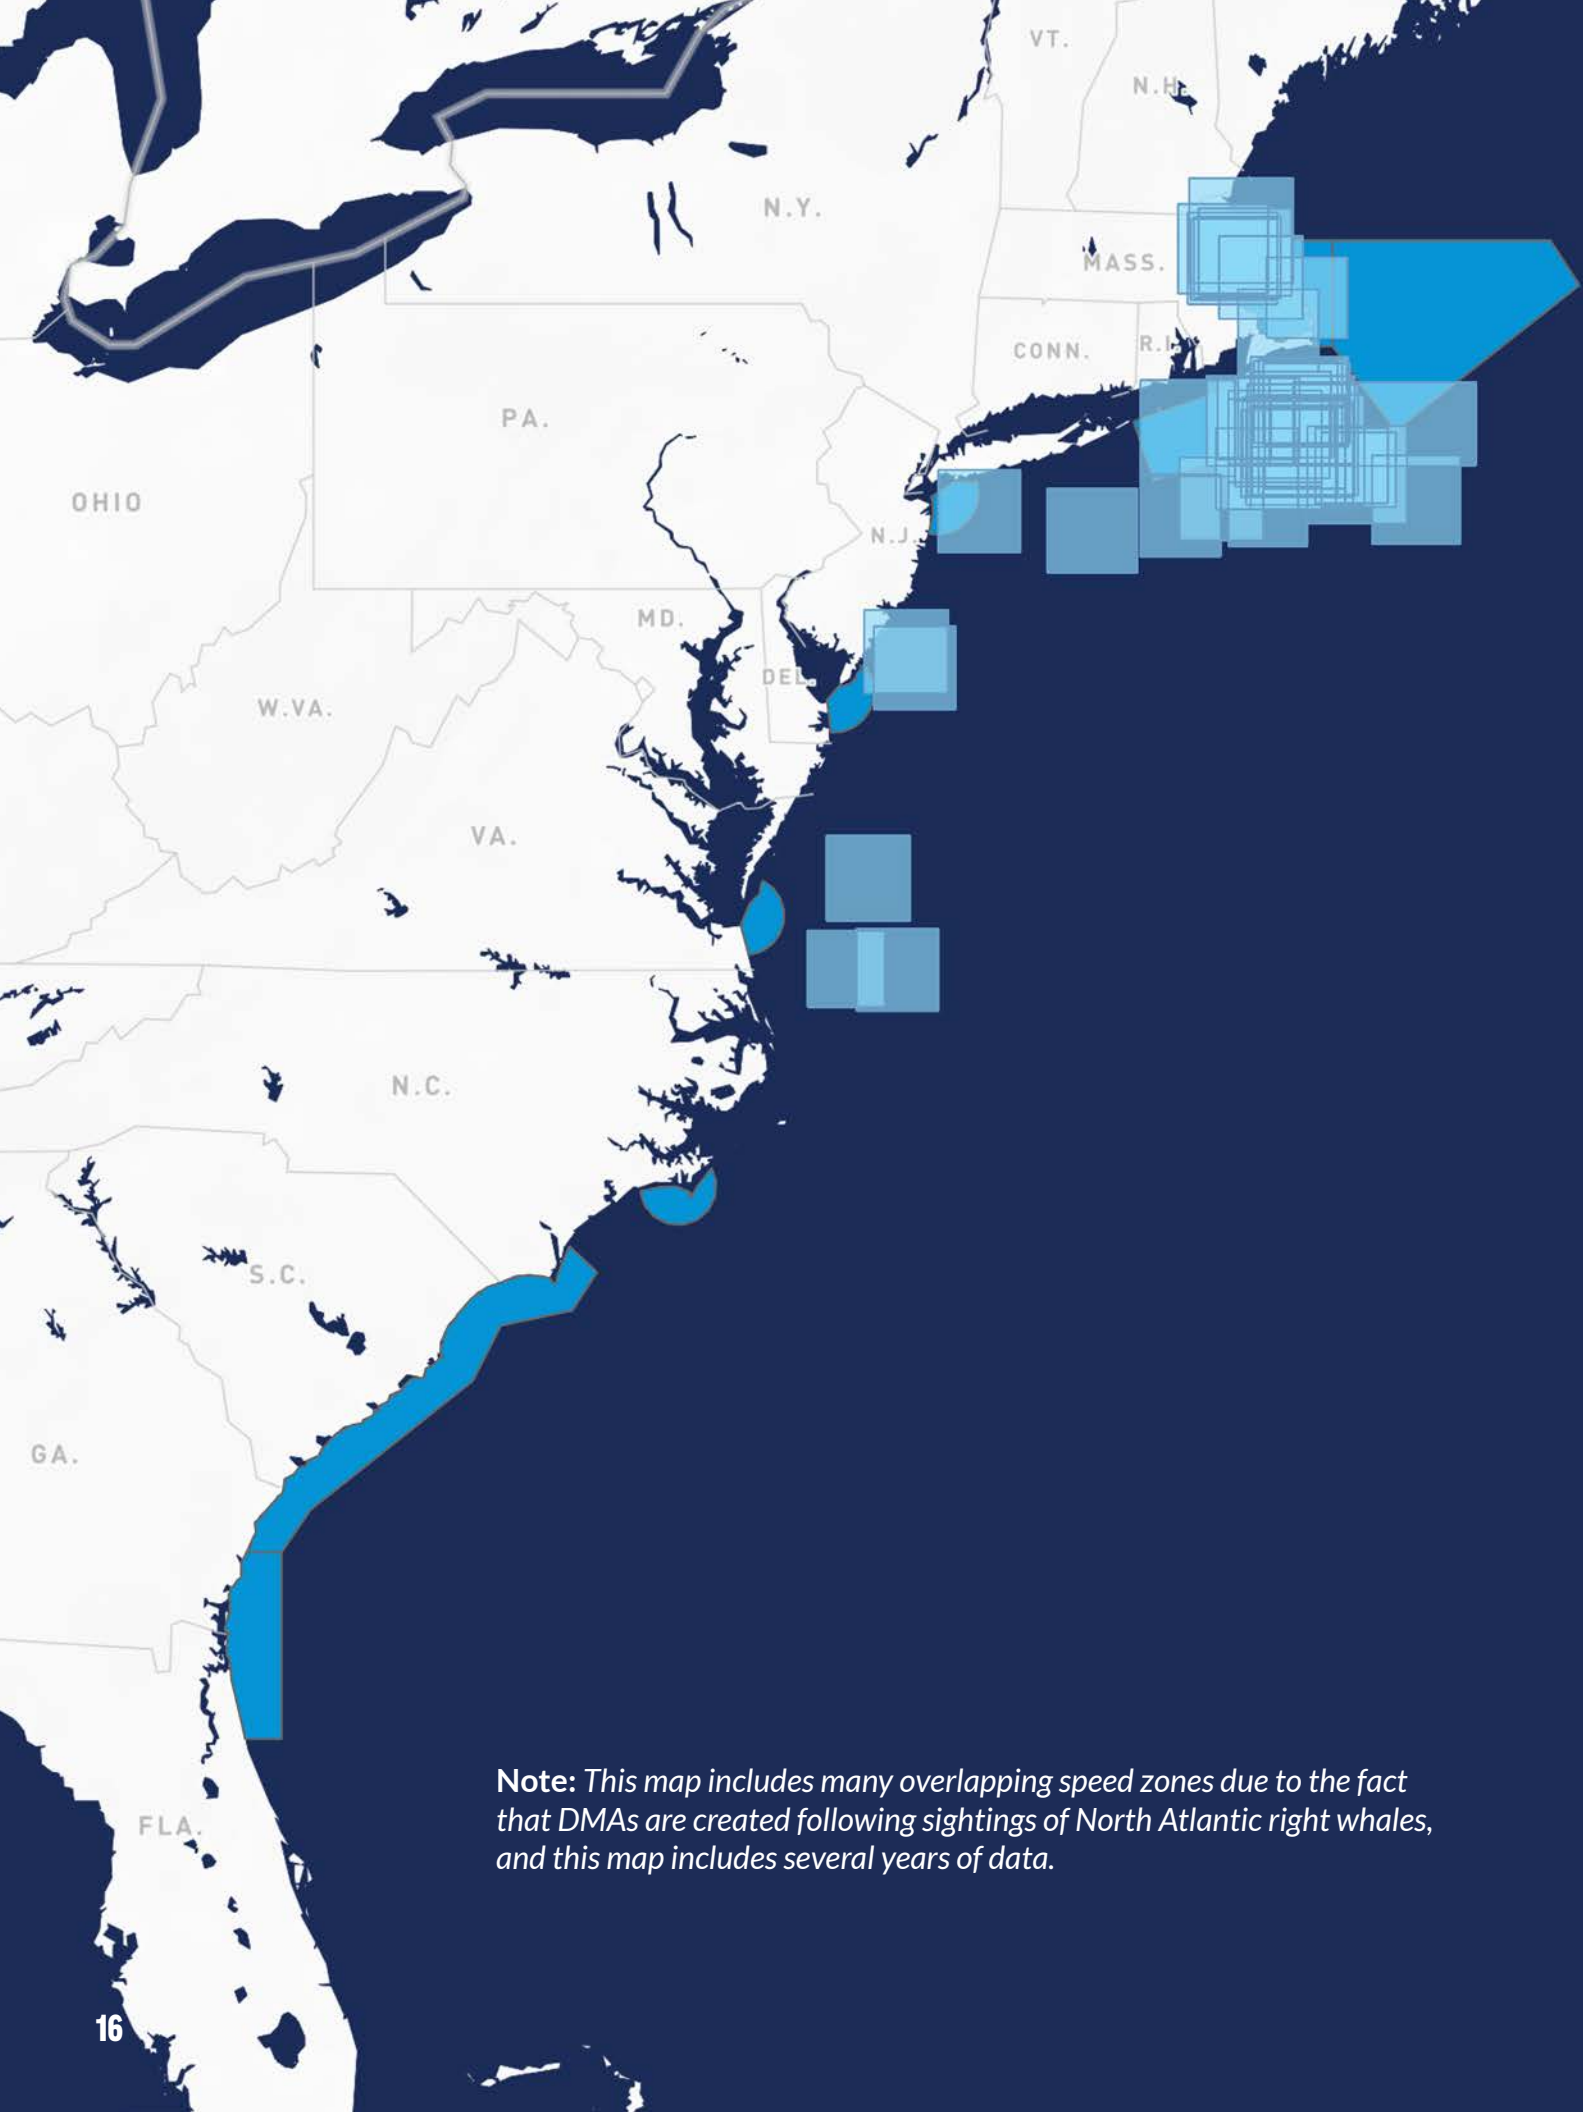 VT.
N.H.
N.Y.
MASS.
CONN.
R.I.
PA.
OHIO
N.J.
MD.
DEL.
W.VA.
VA.
N.C.
S.C.
GA.
Note: This map includes many overlapping speed zones due to the fact
that DMAs are created following sightings of North Atlantic right whales,
and this map includes several years of data.
FLA.
16